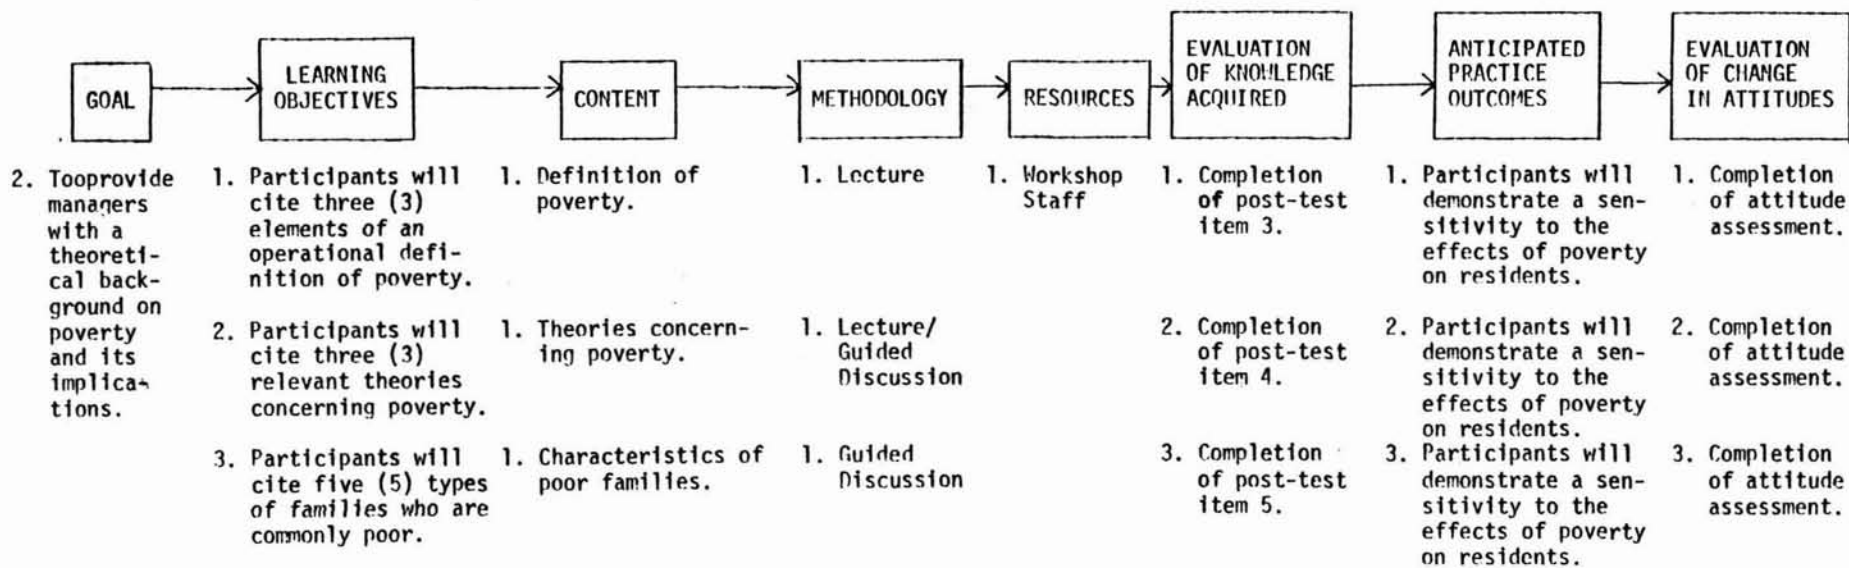 GOAL
LEARNING
OBJECTIVES
CONTENT
METHODOLOGY
RESOURCES
EVALUATION
OF KNOWLEDGE
ACQUIRED
ANTICIPATED
PRACTICE
OUTCOMES
EVALUATION
OF CHANGE
IN ATTITUDES
2. Tooprovide
managers
with a
theoreti-
cal back-
ground on
poverty
and its
implica-
tions.
1. Participants will
cite three (3)
elements of an
operational defi-
nition of poverty.
1. Definition of
poverty.
1. Lecture
1. Workshop
Staff
1. Completion
of post-test
item 3.
1. Participants will
demonstrate a sen-
sitivity to the
effects of poverty
on residents.
1. Completion
of attitude
assessment.
2. Participants will
cite three (3)
relevant theories
concerning poverty.
1. Theories concern-
ing poverty.
1. Lecture/
Guided
Discussion
2. Completion
of post-test
item 4.
2. Participants will
demonstrate a sen-
sitivity to the
effects of poverty
on residents.
2. Completion
of attitude
assessment.
3. Participants will
cite five (5) types
of families who are
commonly poor.
1. Characteristics of
poor families.
1. Guided
Discussion
3. Completion
of post-test
item 5.
3. Participants will
demonstrate a sen-
sitivity to the
effects of poverty
on residents.
3. Completion
of attitude
assessment.